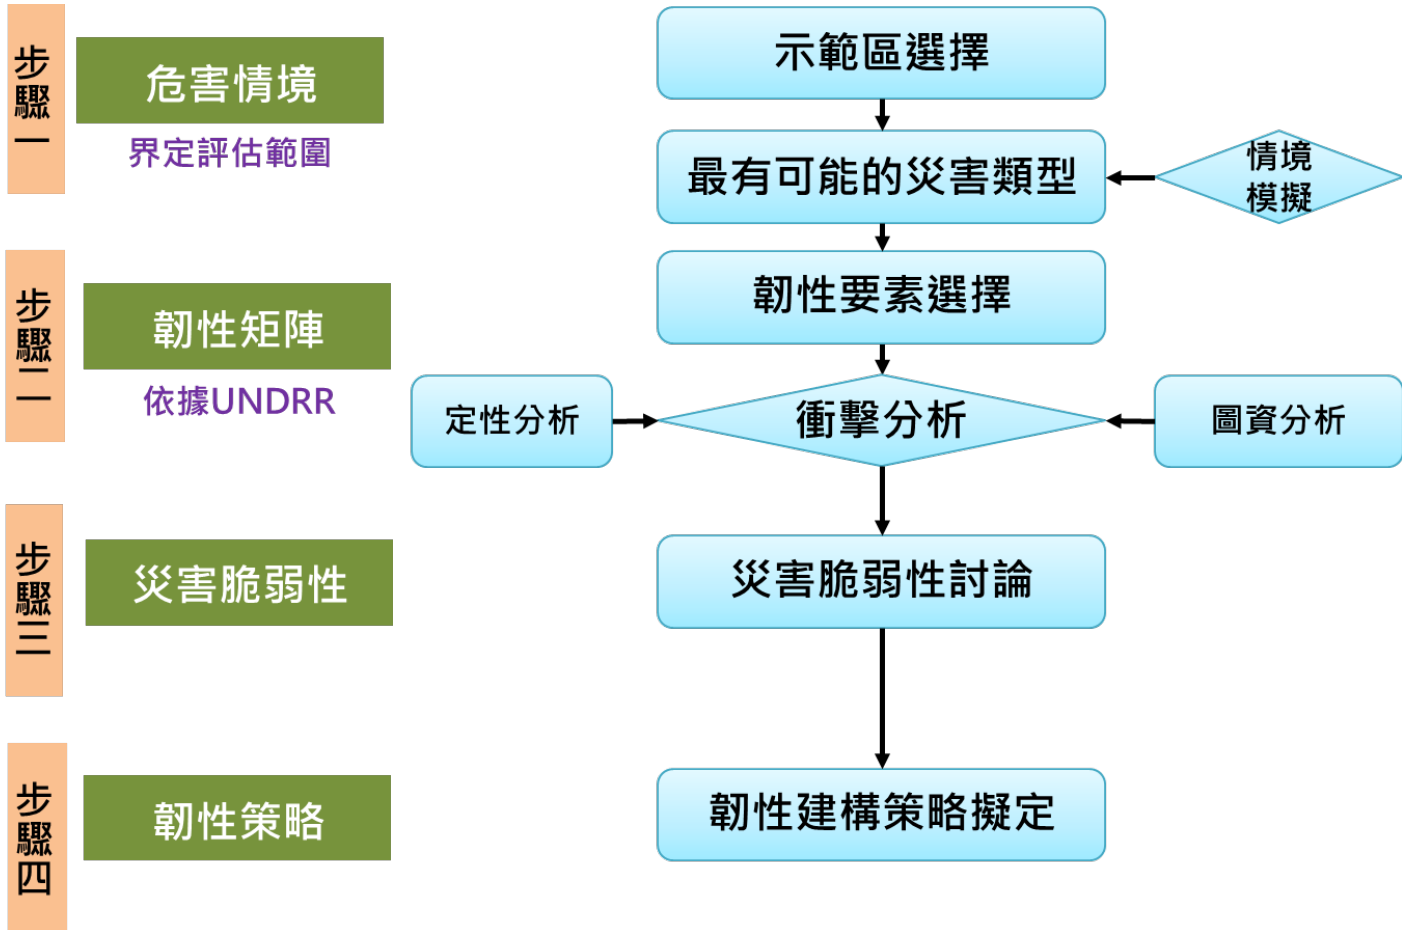 步驟一
危害情境
界定評估範圍
示範區選擇
最有可能的災害類型
情境
模擬
步驟二
韌性矩陣
依據UNDRR
韌性要素選擇
定性分析
衝擊分析
圖資分析
步驟三
災害脆弱性
災害脆弱性討論
步驟四
韌性策略
韌性建構策略擬定